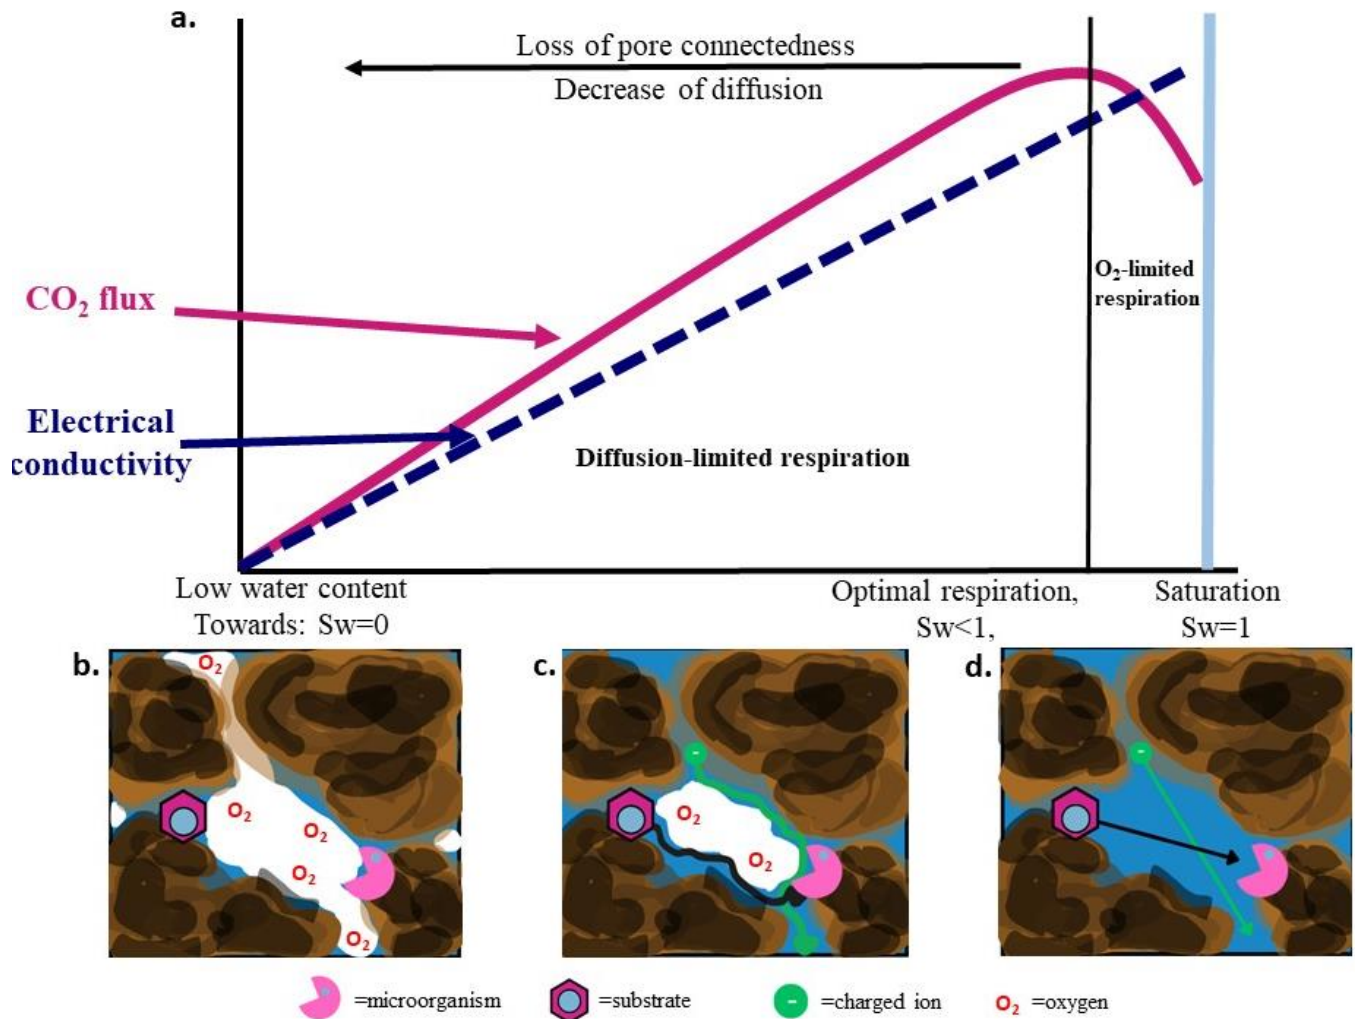 a.
Loss of pore connectedness
Decrease of diffusion
CO₂ flux
O₂-limited
respiration
Electrical
conductivity
Diffusion-limited respiration
Low water content
Towards: Sw=0
Optimal respiration,
Sw<1,
Saturation
Sw=1
b.
O₂
O₂
O₂
O₂
O₂
c.
-
O₂
O₂
d.
-
=microorganism
=substrate
-
=charged ion
O₂ =oxygen